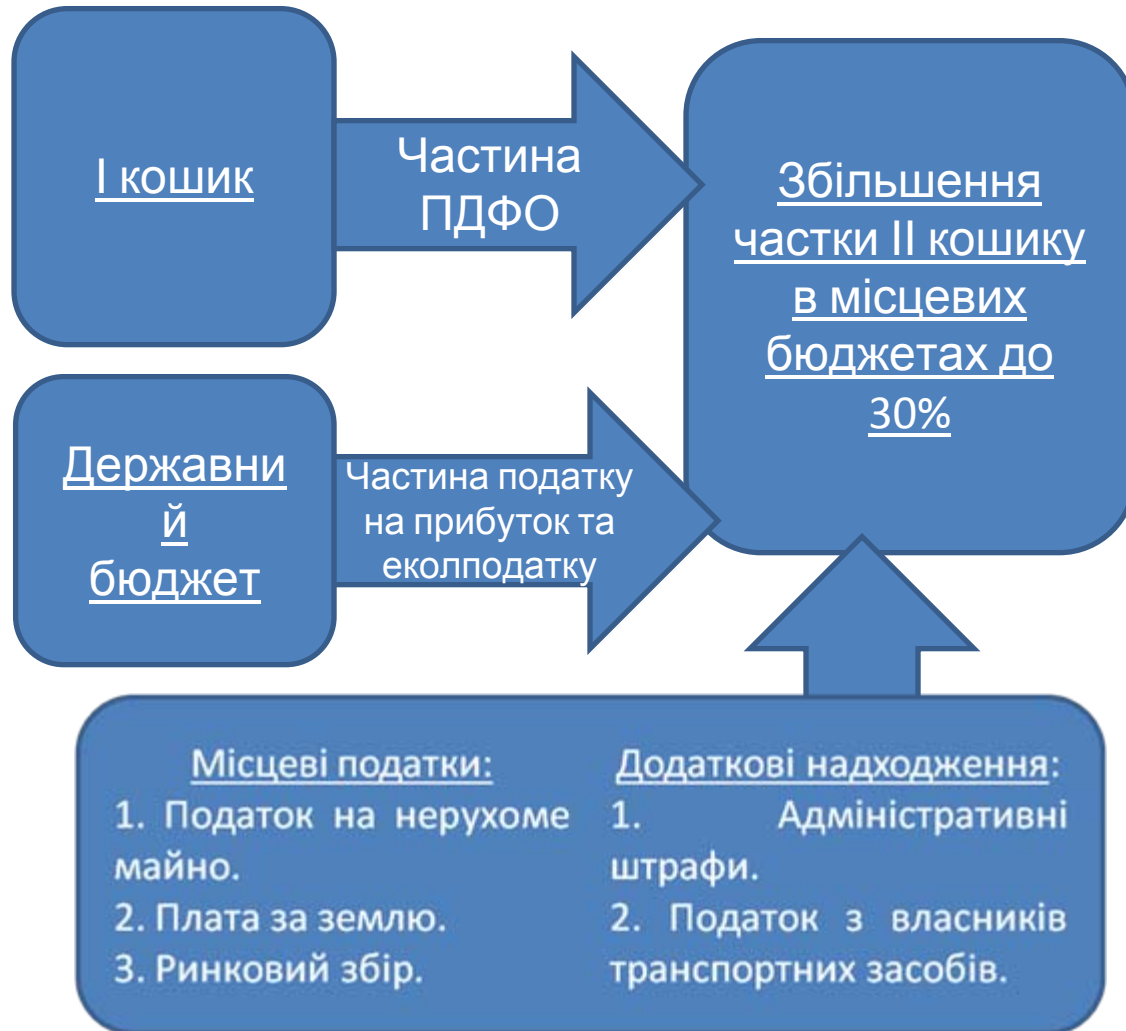 І кошик
Частина
ПДФО
Збільшення
частки ІІ кошику
в місцевих
бюджетах до
30%
Державни
й
бюджет
Частина податку
на прибуток та
еколподатку
Місцеві податки:
1. Податок на нерухоме
майно.
2. Плата за землю.
3. Ринковий збір.
Додаткові надходження:
1. Адміністративні
штрафи.
2. Податок з власників
транспортних засобів.